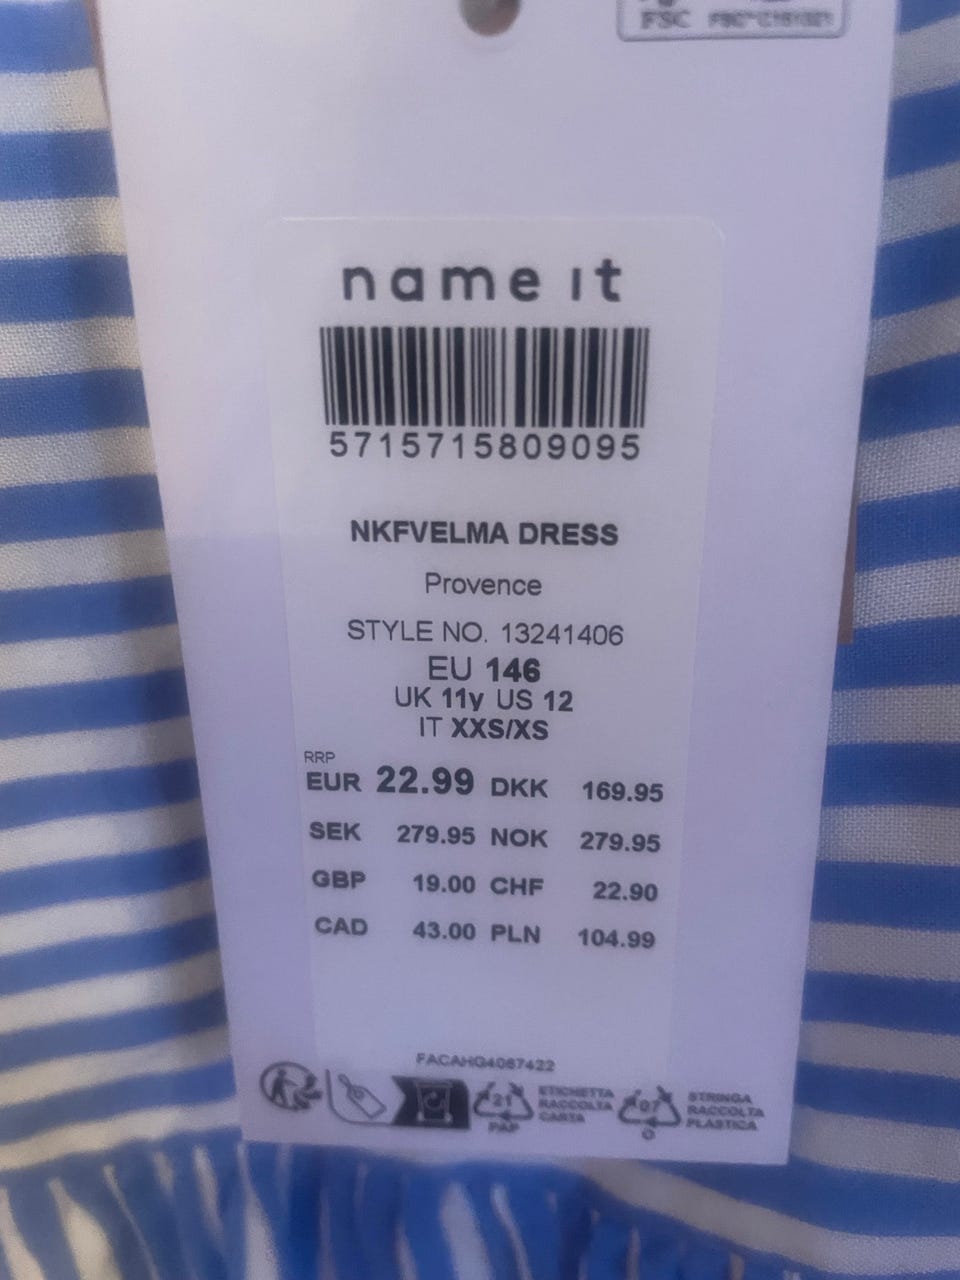 FSC
name it
5715715809095
NKFVELMA DRESS
Provence
STYLE NO. 13241406
EU 146
UK 11y US 12
IT XXS/XS
RRP
EUR 22.99 DKK 169.95
SEK 279.95 NOK 279.95
GBP 19.00 CHF 22.90
CAD 43.00 PLN 104.99
FACAHG4087422
21
PAP
ETICHETTA
RACCOLTA
CARTA
07
O
STRINGA
RACCOLTA
PLASTICA